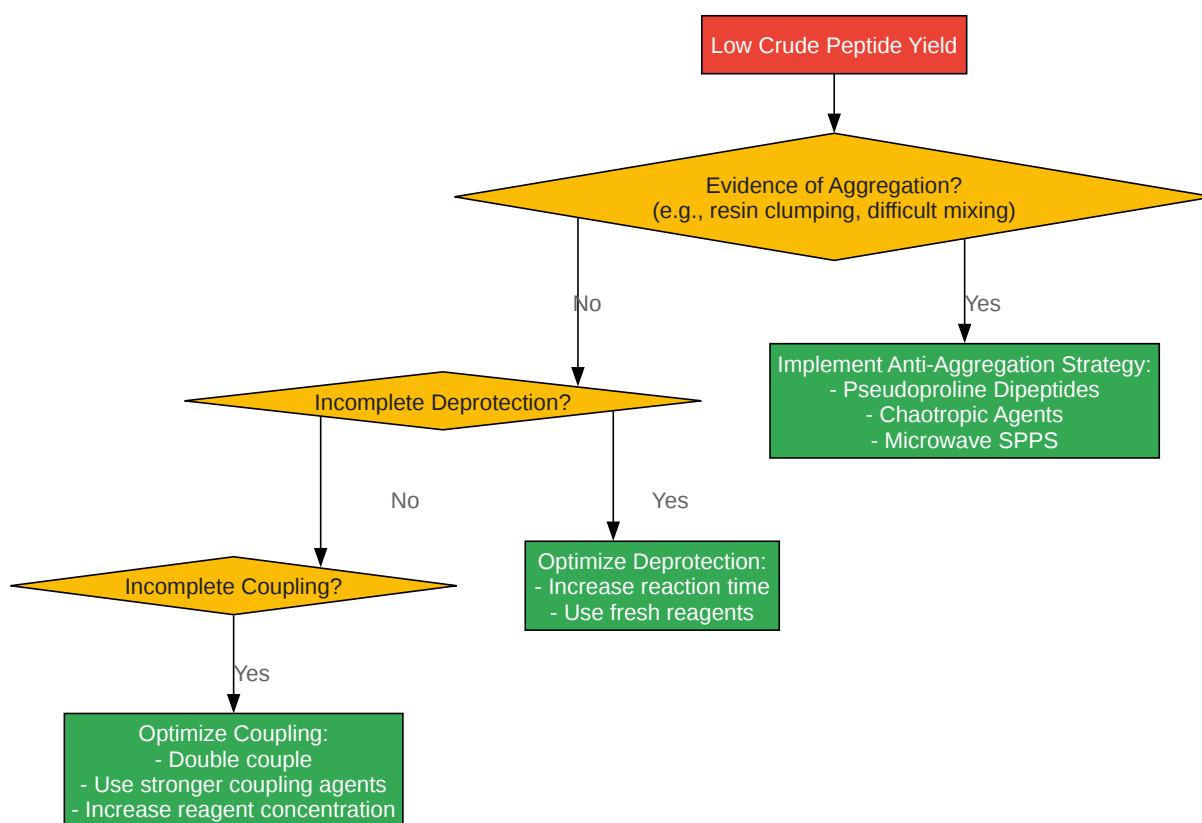 Low Crude Peptide Yield
Evidence of Aggregation?
(e.g., resin clumping, difficult mixing)
No
Yes
Implement Anti-Aggregation Strategy:
- Pseudoproline Dipeptides
- Chaotropic Agents
- Microwave SPPS
Incomplete Deprotection?
No
Yes
Optimize Deprotection:
- Increase reaction time
- Use fresh reagents
Incomplete Coupling?
Yes
Optimize Coupling:
- Double couple
- Use stronger coupling agents
- Increase reagent concentration